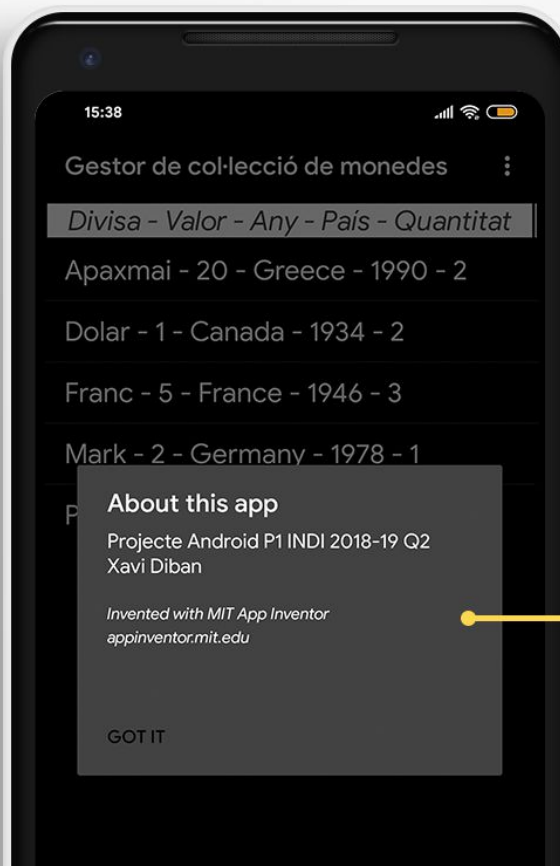 15:38
Gestor de col·lecció de monedes
Divisa - Valor - Any - País - Quantitat
Apaxmai - 20 - Greece - 1990 - 2
Dolar - 1 - Canada - 1934 - 2
Franc - 5 - France - 1946 - 3
Mark - 2 - Germany - 1978 - 1
P
About this app
Projecte Android P1 INDI 2018-19 Q2
Xavi Diban
Invented with MIT App Inventor
appinventor.mit.edu
GOT IT